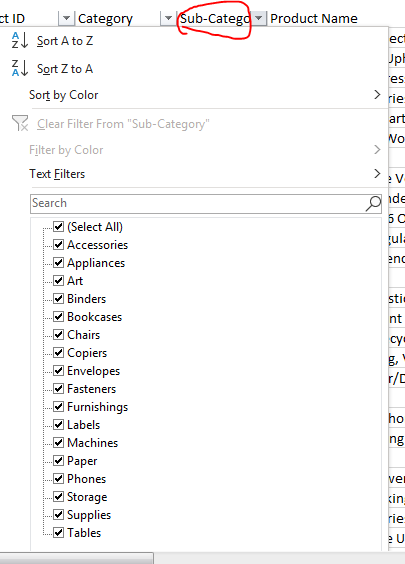 ct ID Category Sub-Catego Product Name
Sort A to Z
Sort Z to A
Sort by Color
Clear Filter From "Sub-Category"
Filter by Color
Text Filters
Search
(Select All)
Accessories
Appliances
Art
Binders
Bookcases
Chairs
Copiers
Envelopes
Fasteners
Furnishings
Labels
Machines
Paper
Phones
Storage
Supplies
Tables